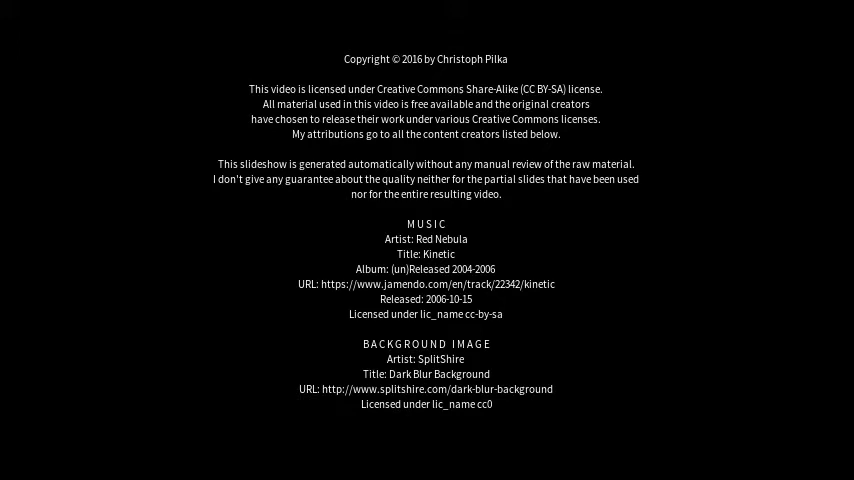 Copyright © 2016 by Christoph Pilka
This video is licensed under Creative Commons Share-Alike (CC BY-SA) license.
All material used in this video is free available and the original creators
have chosen to release their work under various Creative Commons licenses.
My attributions go to all the content creators listed below.
This slideshow is generated automatically without any manual review of the raw material.
I don't give any guarantee about the quality neither for the partial slides that have been used
nor for the entire resulting video.
MUSIC
Artist: Red Nebula
Title: Kinetic
Album: (un)Released 2004-2006
URL: https://www.jamendo.com/en/track/22342/kinetic
Released: 2006-10-15
Licensed under lic_name cc-by-sa
BACKGROUND IMAGE
Artist: SplitShire
Title: Dark Blur Background
URL: http://www.splitshire.com/dark-blur-background
Licensed under lic_name cc0